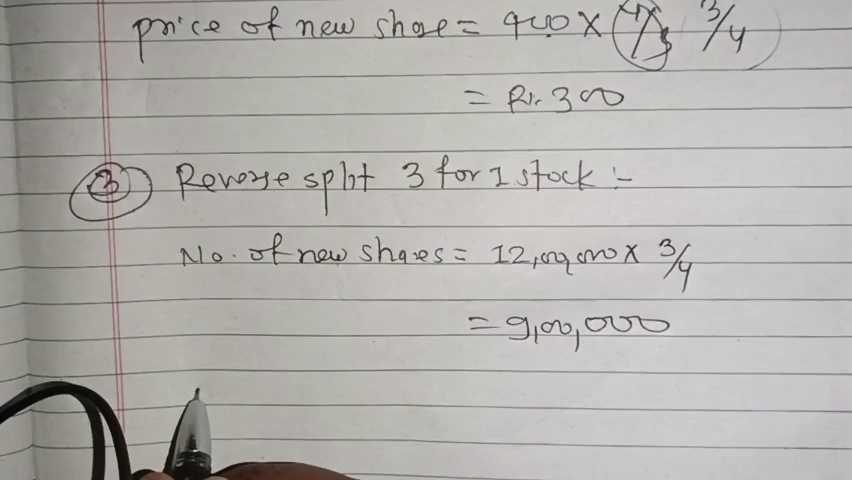 price of new share = 400 × 3/4
= Rs. 300
3 Reverse split 3 for 1 stock :-
No. of new shares = 12,00,000 × 3/4
= 9,00,000